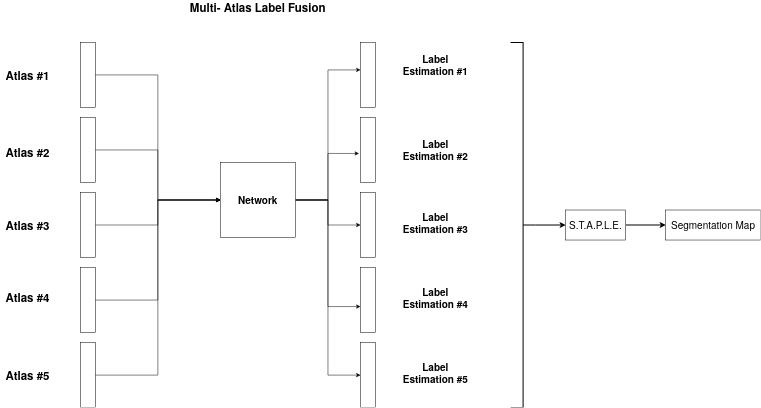 Multi- Atlas Label Fusion
Atlas #1
Label
Estimation #1
Atlas #2
Label
Estimation #2
Atlas #3
Network
Label
Estimation #3
S.T.A.P.L.E.
Segmentation Map
Atlas #4
Label
Estimation #4
Atlas #5
Label
Estimation #5